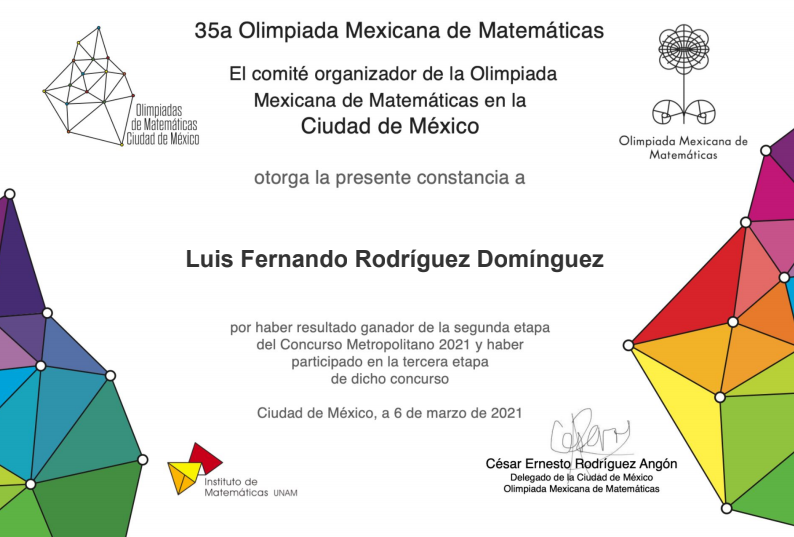 35a Olimpiada Mexicana de Matemáticas
El comité organizador de la Olimpiada
Mexicana de Matemáticas en la
Ciudad de México
Olimpiadas
de Matemáticas
Ciudad de México
Olimpiada Mexicana de
Matemáticas
otorga la presente constancia a
Luis Fernando Rodríguez Domínguez
por haber resultado ganador de la segunda etapa
del Concurso Metropolitano 2021 y haber
participado en la tercera etapa
de dicho concurso
Ciudad de México, a 6 de marzo de 2021
Instituto de
Matemáticas UNAM
César Ernesto Rodríguez Angón
Delegado de la Ciudad de México
Olimpiada Mexicana de Matemáticas